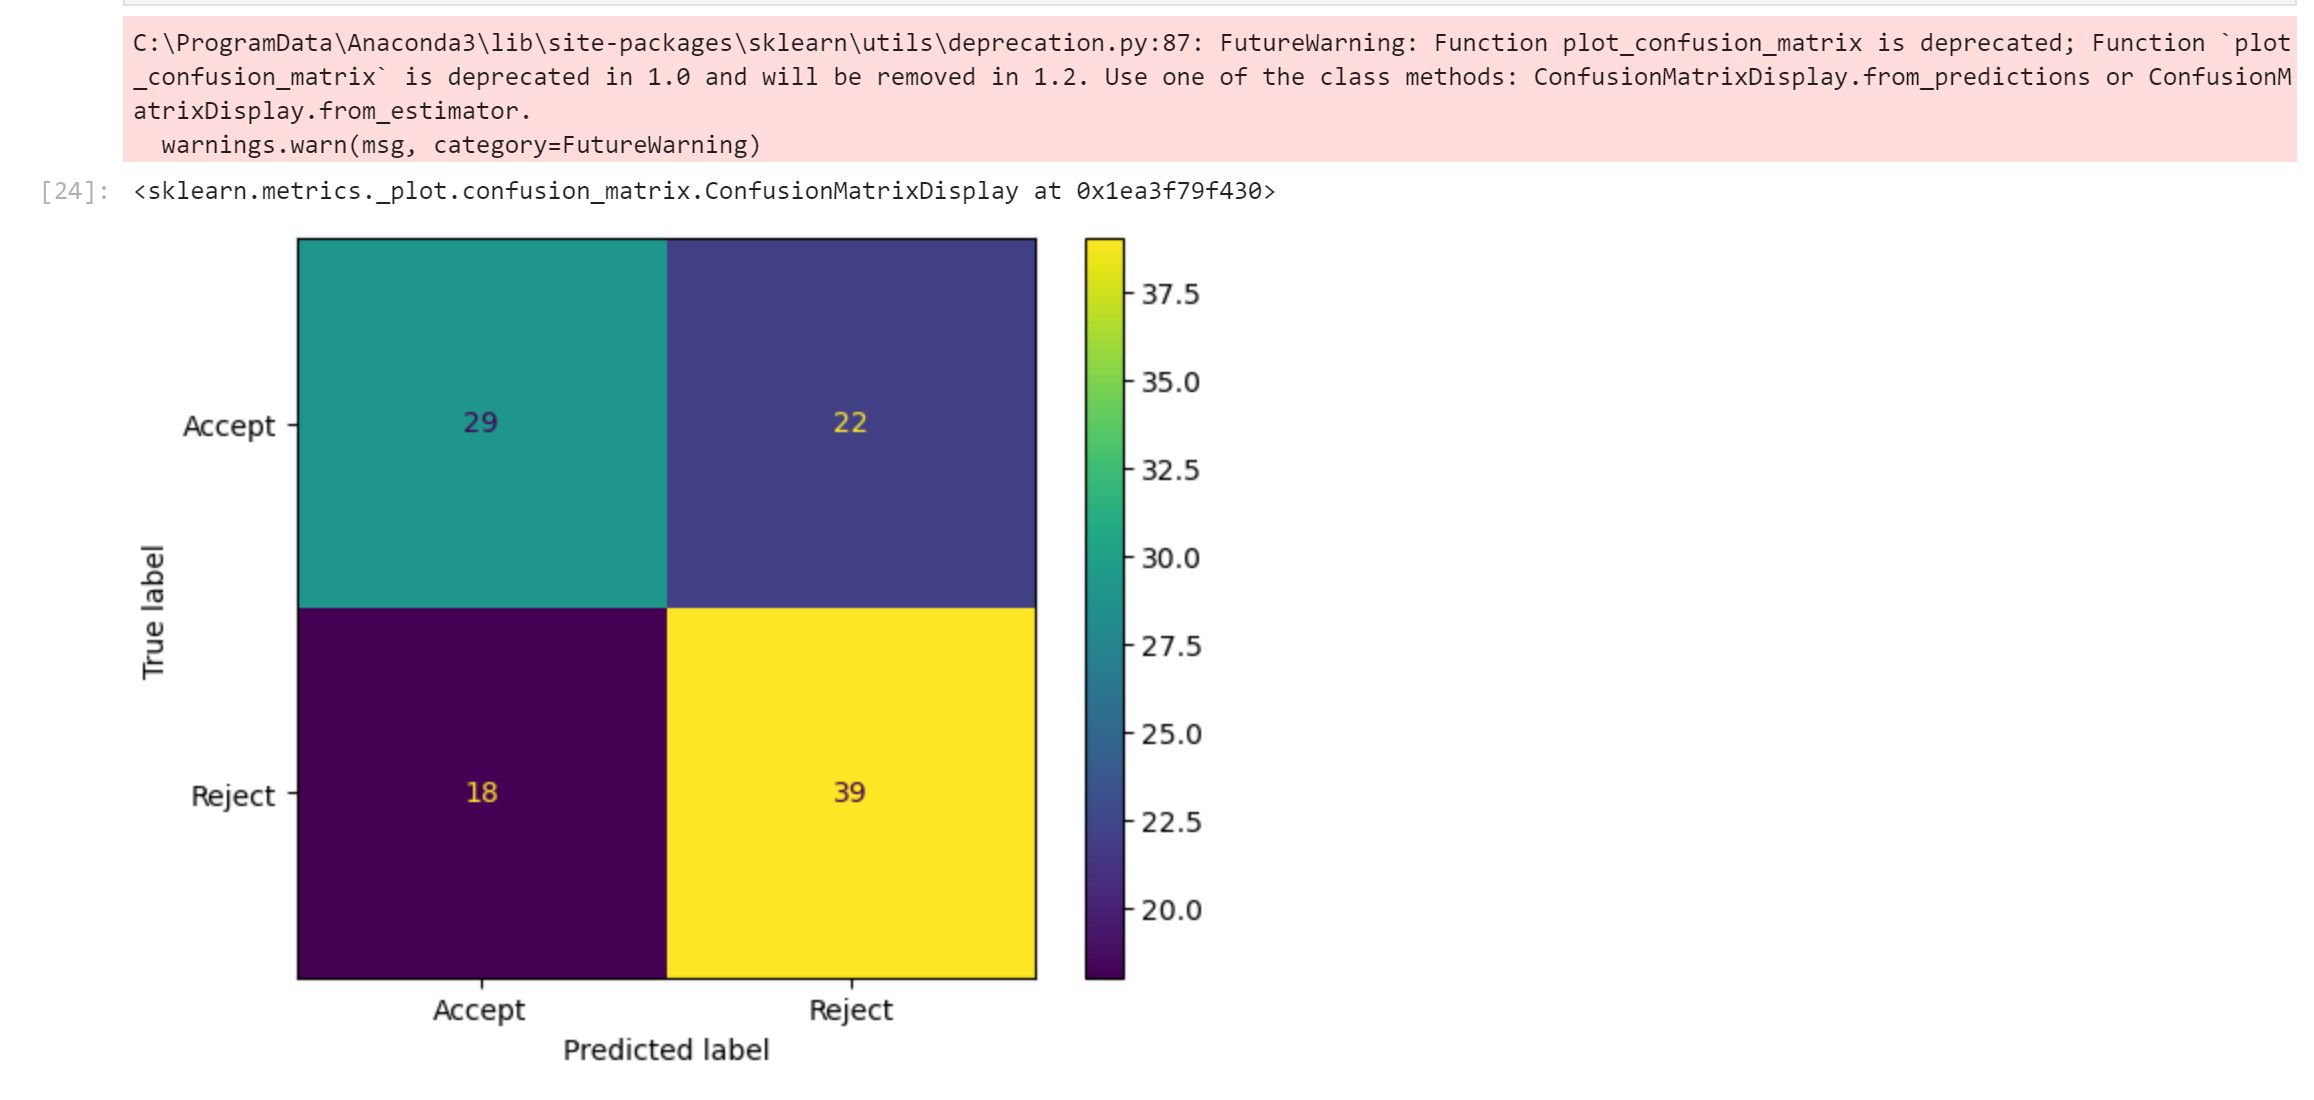 C:\ProgramData\Anaconda3\lib\site-packages\sklearn\utils\deprecation.py:87: FutureWarning: Function plot_confusion_matrix is deprecated; Function `plot
_confusion_matrix` is deprecated in 1.0 and will be removed in 1.2. Use one of the class methods: ConfusionMatrixDisplay.from_predictions or ConfusionM
atrixDisplay.from_estimator.
  warnings.warn(msg, category=FutureWarning)
[24]: <sklearn.metrics._plot.confusion_matrix.ConfusionMatrixDisplay at 0x1ea3f79f430>
True label
Accept
29
22
Reject
18
39
Accept
Reject
Predicted label
37.5
35.0
32.5
30.0
27.5
25.0
22.5
20.0